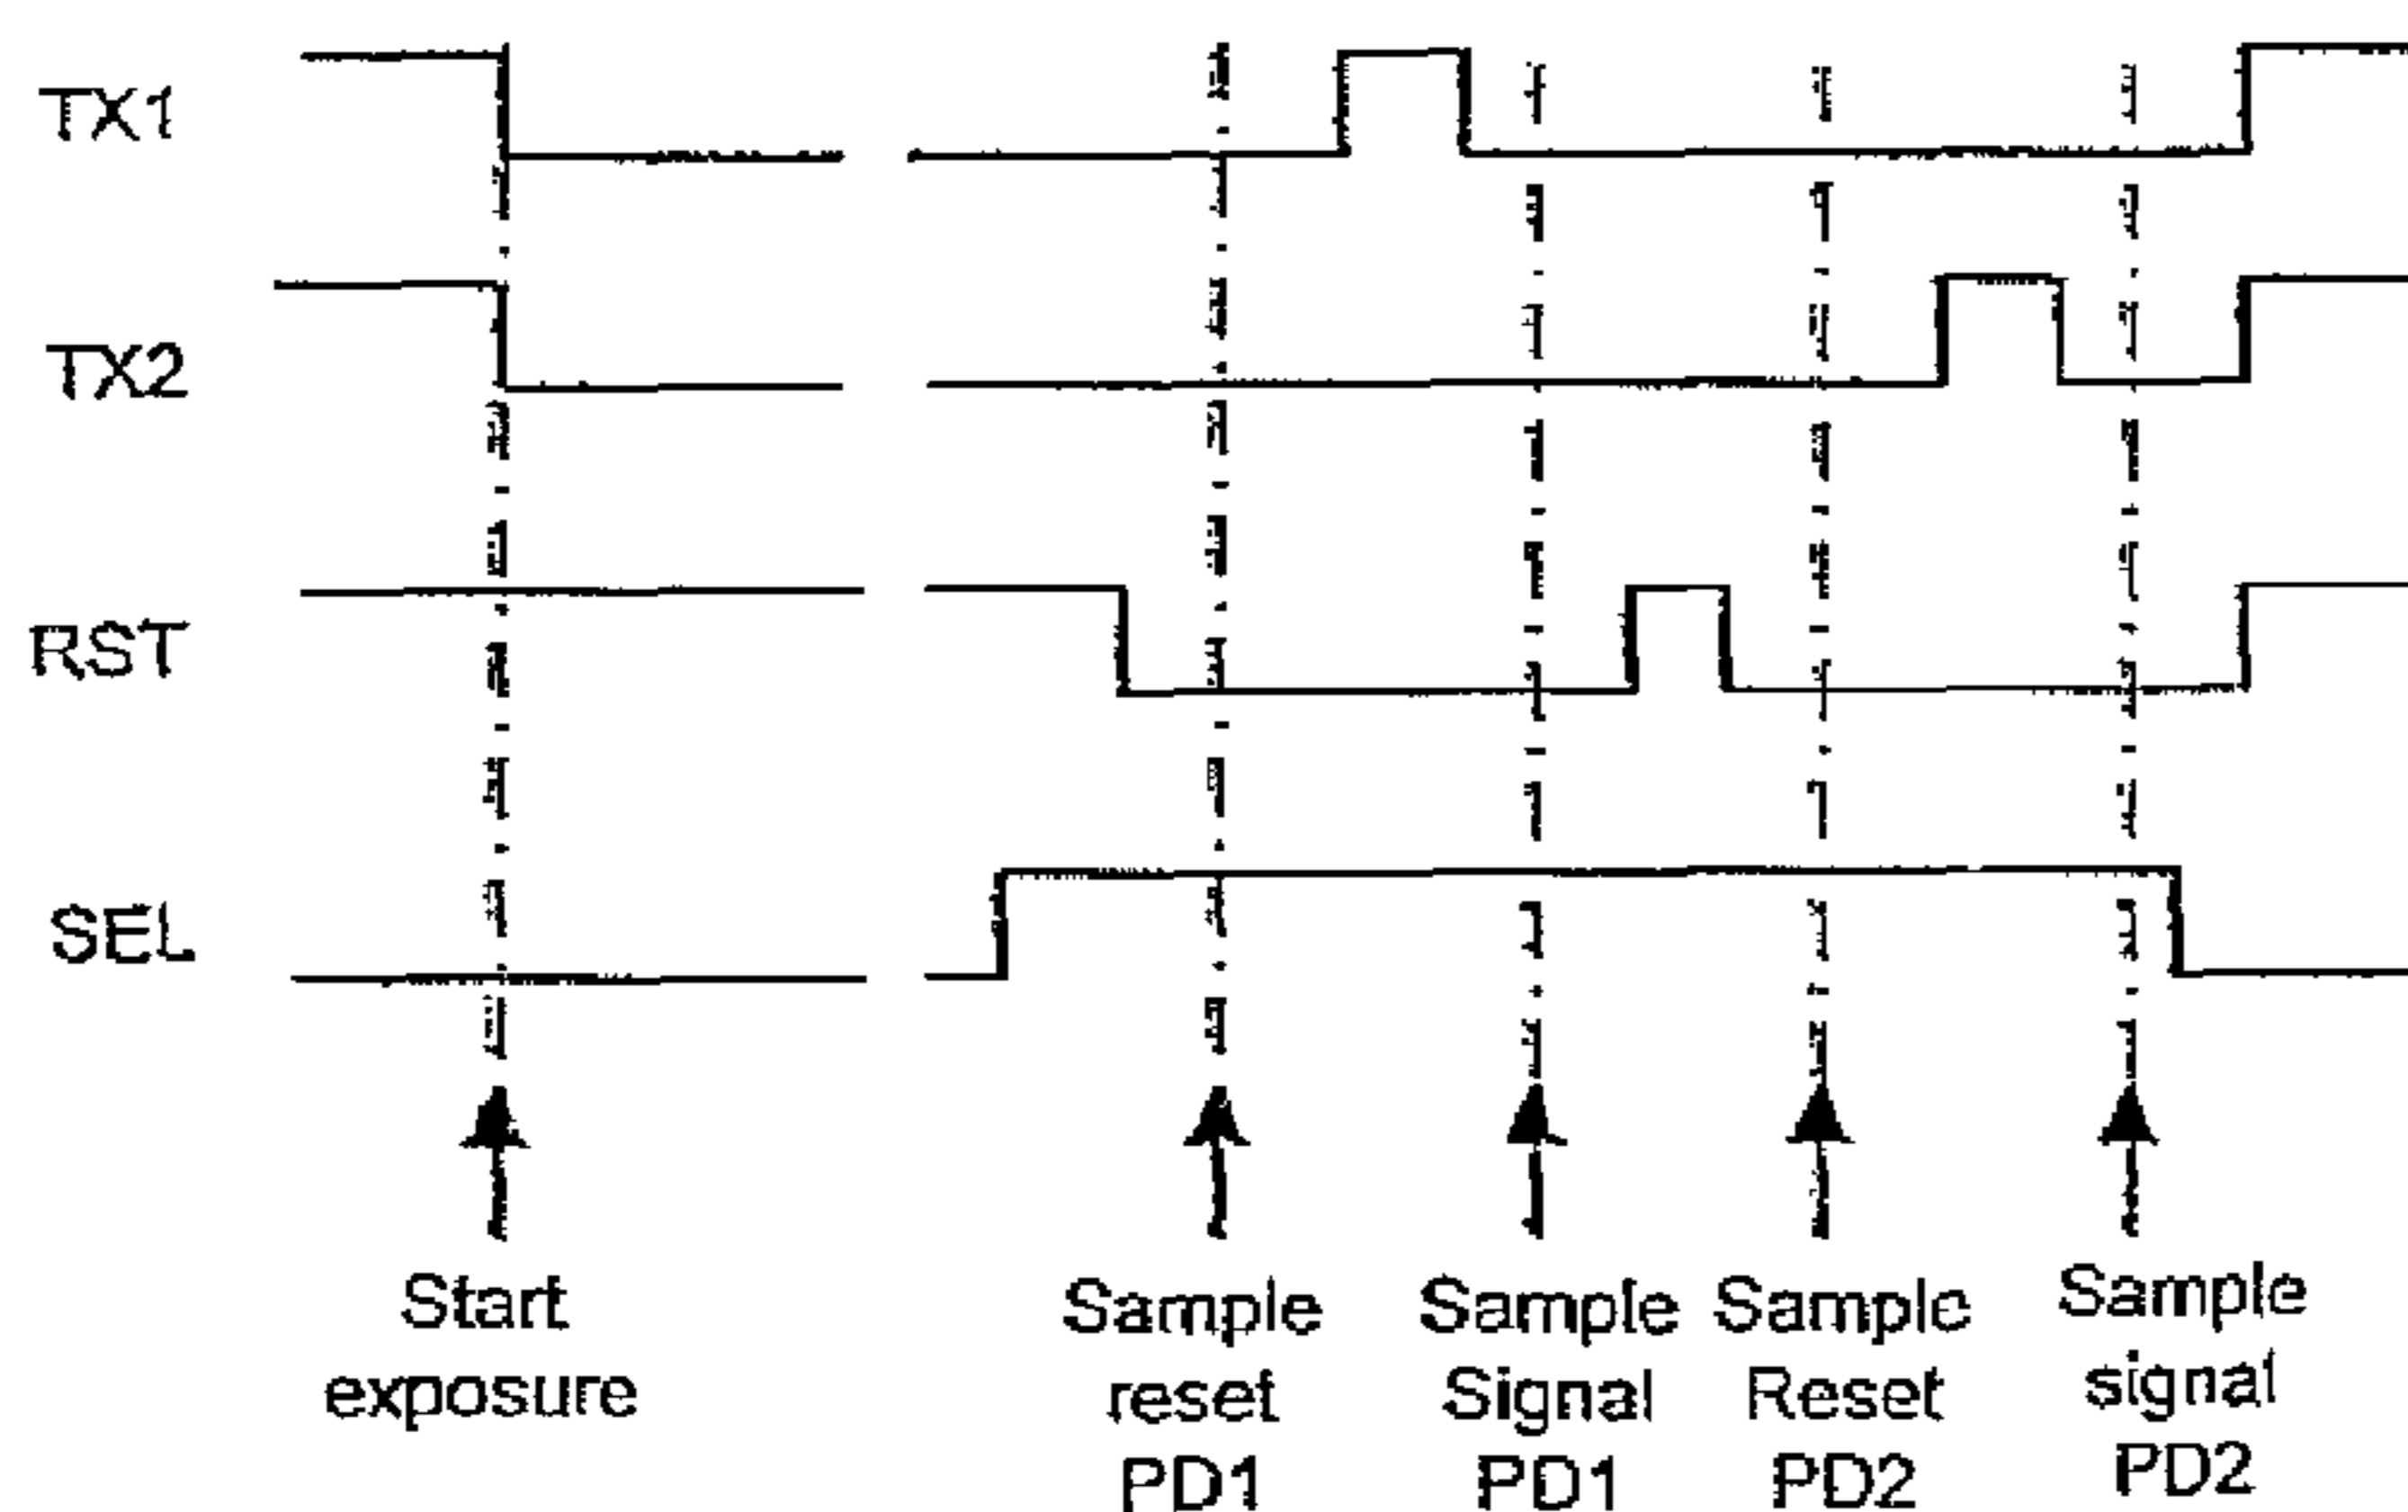 TX1
TX2
RST
SEL
Start
exposure
Sample
reset
PD1
Sample
Signal
PD1
Sample
Reset
PD2
Sample
signal
PD2